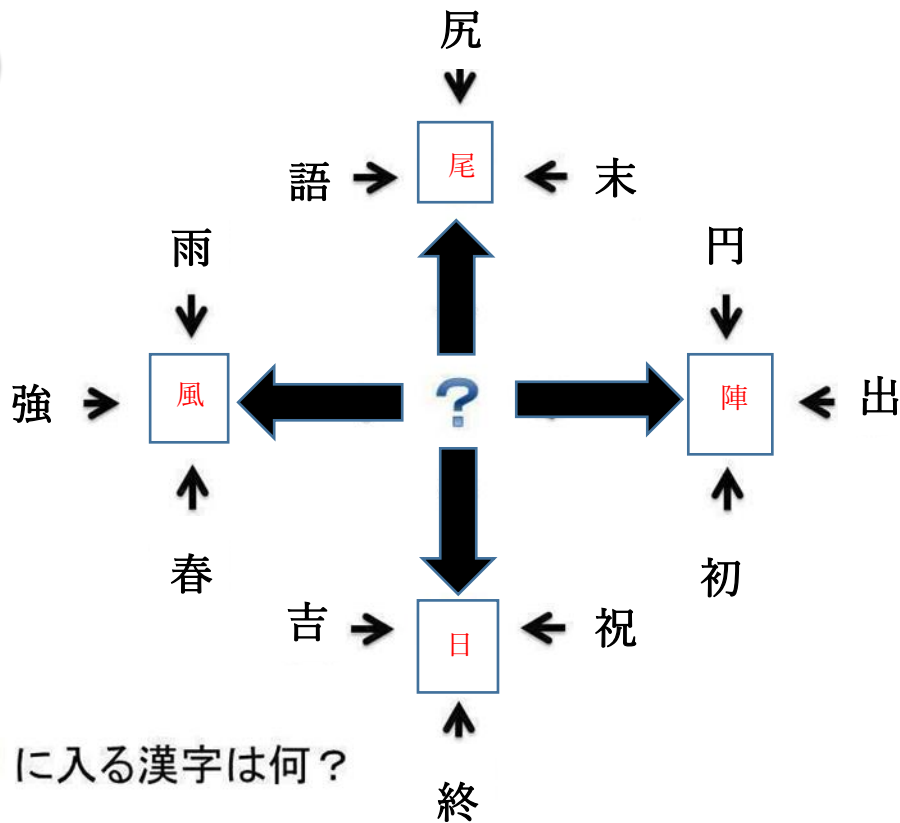 尻
語
尾
末
雨
円
強
風
?
陣
出
春
初
吉
日
祝
に入る漢字は何？
終